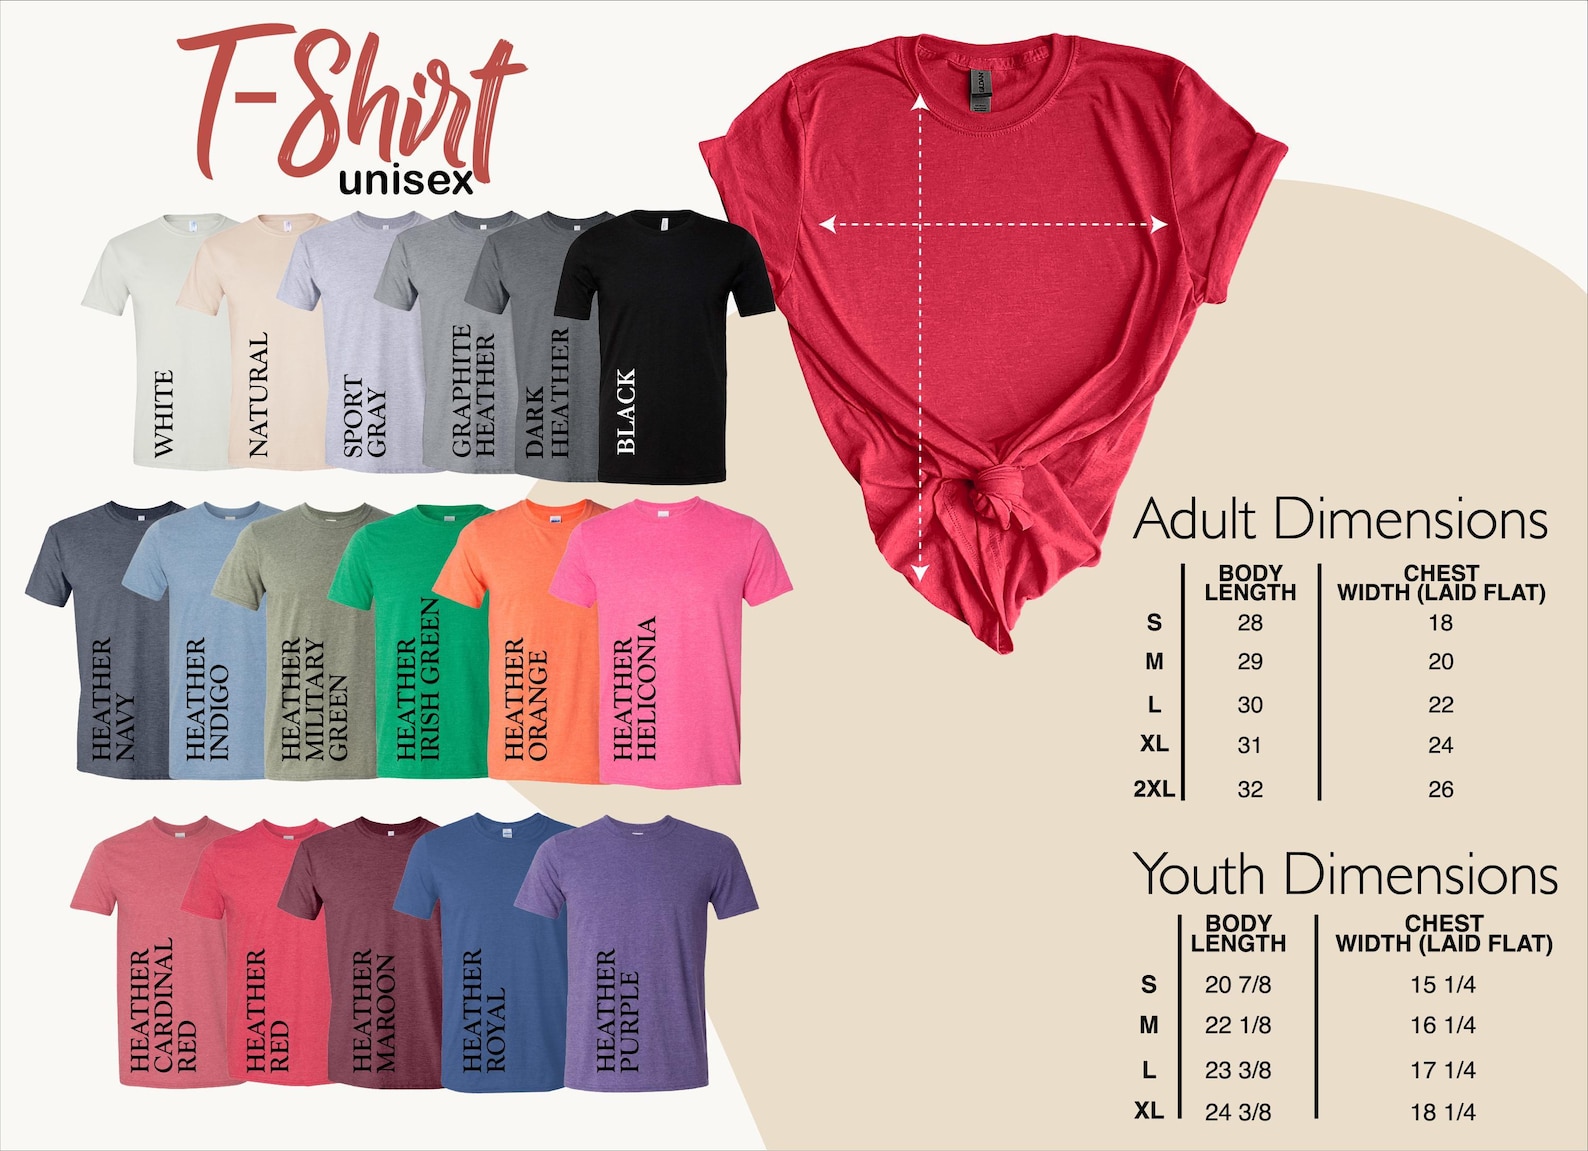 T-Shirt
unisex
WHITE
NATURAL
SPORT
GRAY
GRAPHITE
HEATHER
DARK
HEATHER
BLACK
HEATHER
NAVY
HEATHER
INDIGO
HEATHER
MILITARY
GREEN
HEATHER
IRISH GREEN
HEATHER
ORANGE
HEATHER
HELICONIA
HEATHER
CARDINAL
RED
HEATHER
RED
HEATHER
MAROON
HEATHER
ROYAL
HEATHER
PURPLE
GILDAN
Adult Dimensions
BODY LENGTH CHEST WIDTH (LAID FLAT)
S 28 18
M 29 20
L 30 22
XL 31 24
2XL 32 26
Youth Dimensions
BODY LENGTH CHEST WIDTH (LAID FLAT)
S 20 7/8 15 1/4
M 22 1/8 16 1/4
L 23 3/8 17 1/4
XL 24 3/8 18 1/4